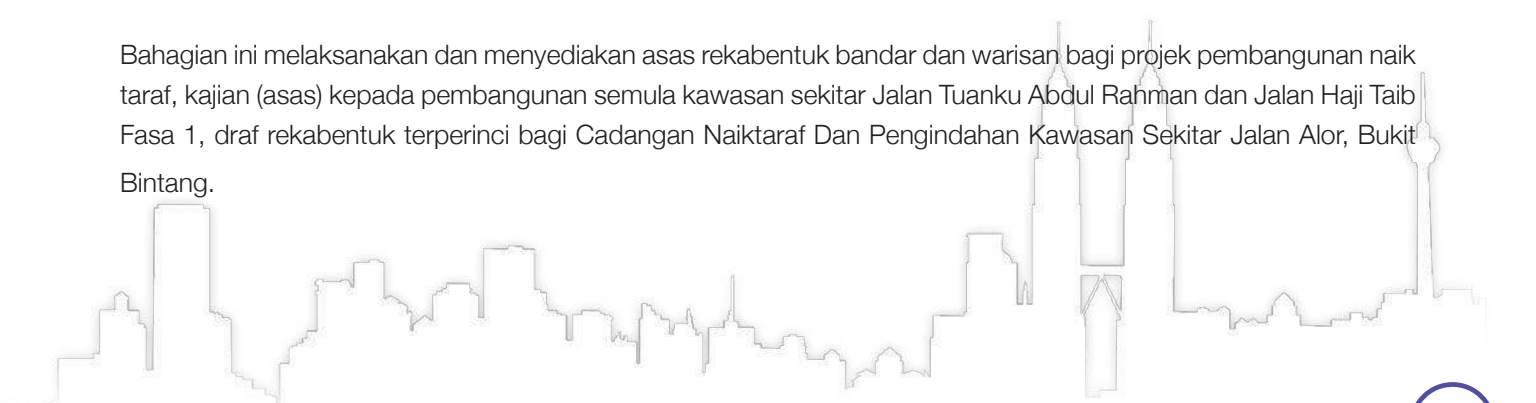 Bahagian ini melaksanakan dan menyediakan asas rekabentuk bandar dan warisan bagi projek pembangunan naik
taraf, kajian (asas) kepada pembangunan semula kawasan sekitar Jalan Tuanku Abdul Rahman dan Jalan Haji Taib
Fasa 1, draf rekabentuk terperinci bagi Cadangan Naiktaraf Dan Pengindahan Kawasan Sekitar Jalan Alor, Bukit
Bintang.